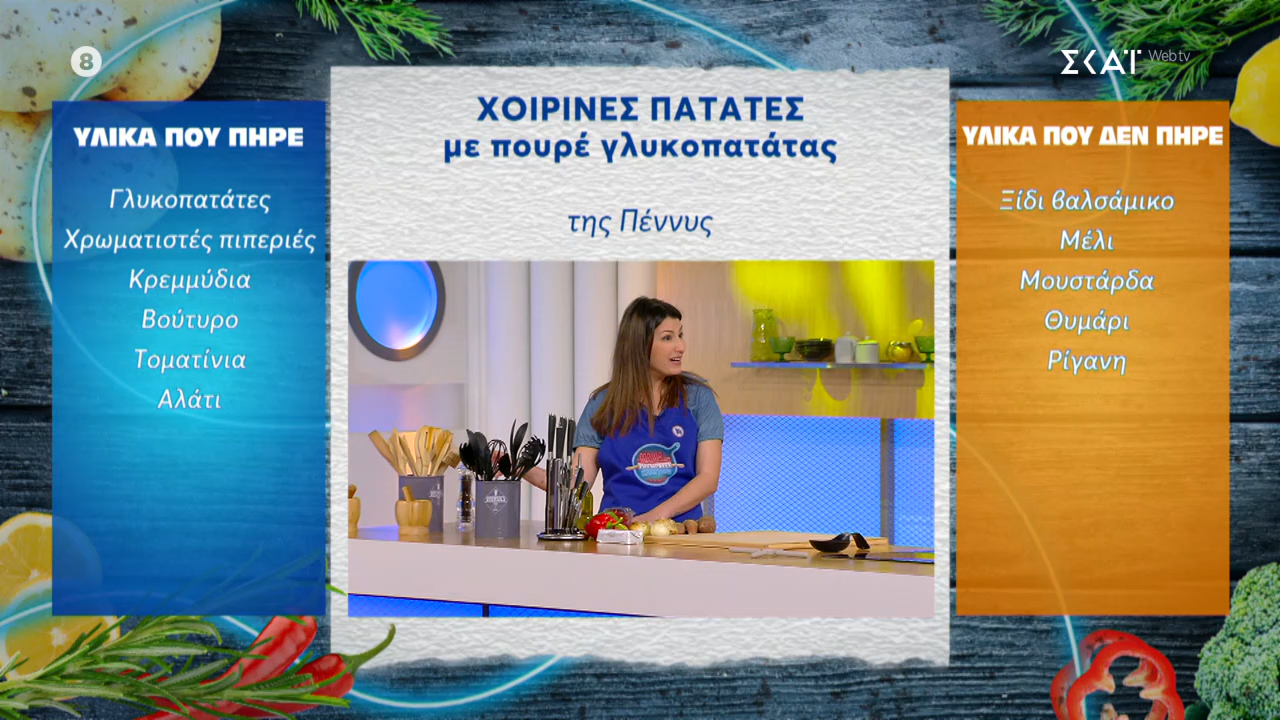 8
ΣΚΑΪ Webtv
ΧΟΙΡΙΝΕΣ ΠΑΤΑΤΕΣ
με πουρέ γλυκοπατάτας
της Πέννυς
ΥΛΙΚΑ ΠΟΥ ΠΗΡΕ
Γλυκοπατάτες
Χρωματιστές πιπεριές
Κρεμμύδια
Βούτυρο
Τοματίνια
Αλάτι
ΥΛΙΚΑ ΠΟΥ ΔΕΝ ΠΗΡΕ
Ξίδι βαλσάμικο
Μέλι
Μουστάρδα
Θυμάρι
Ρίγανη